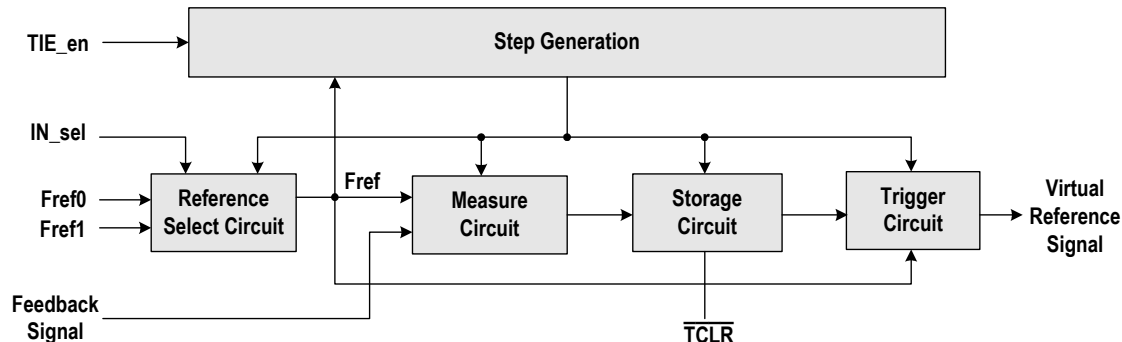 TIE_en
Step Generation
IN_sel
Fref0
Fref1
Reference
Select Circuit
Fref
Measure
Circuit
Storage
Circuit
Trigger
Circuit
Virtual
Reference
Signal
Feedback
Signal
TCLR